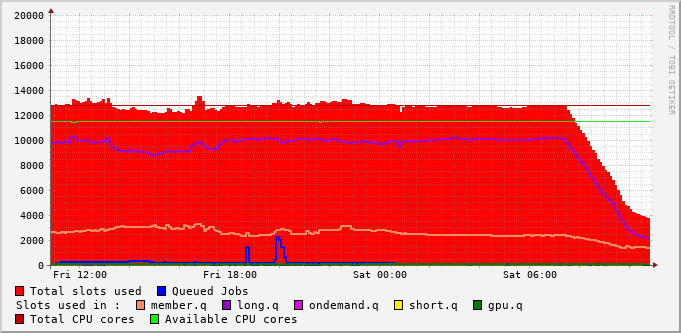 20000
18000
16000
14000
12000
10000
8000
6000
4000
2000
0
Fri 12:00 Fri 18:00 Sat 00:00 Sat 06:00
RRDTOOL / TOBI OETIKER
Total slots used Queued Jobs
Slots used in : member.q long.q ondemand.q short.q gpu.q
Total CPU cores Available CPU cores